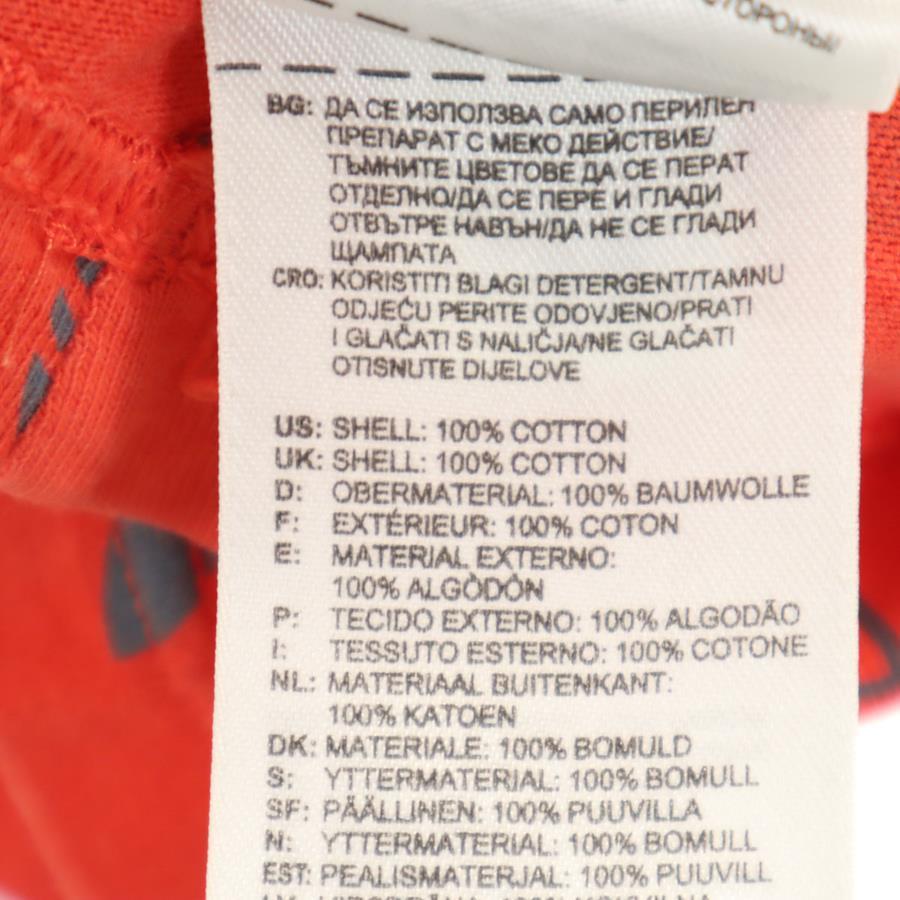 СТОРОНЫ
BG: ДА СЕ ИЗПОЛЗВА САМО ПЕРИЛЕН
ПРЕПАРАТ С МЕКО ДЕЙСТВИЕ/
ТЪМНИТЕ ЦВЕТОВЕ ДА СЕ ПЕРАТ
ОТДЕЛНО/ДА СЕ ПЕРЕ И ГЛАДИ
ОТВЪТРЕ НАВЪН/ДА НЕ СЕ ГЛАДИ
ЩАМПАТА
CRO: KORISTITI BLAGI DETERGENT/TAMNU
ODJEĆU PERITE ODOVJENO/PRATI
I GLAČATI S NALIČJA/NE GLAČATI
OTISNUTE DIJELOVE
US: SHELL: 100% COTTON
UK: SHELL: 100% COTTON
D: OBERMATERIAL: 100% BAUMWOLLE
F: EXTÉRIEUR: 100% COTON
E: MATERIAL EXTERNO:
100% ALGÒDÓN
P: TECIDO EXTERNO: 100% ALGODÃO
I: TESSUTO ESTERNO: 100% COTONE
NL: MATERIAAL BUITENKANT:
100% KATOEN
DK: MATERIALE: 100% BOMULD
S: YTTERMATERIAL: 100% BOMULL
SF: PÄÄLLINEN: 100% PUUVILLA
N: YTTERMATERIAL: 100% BOMULL
EST: PEALISMATERJAL: 100% PUUVILL